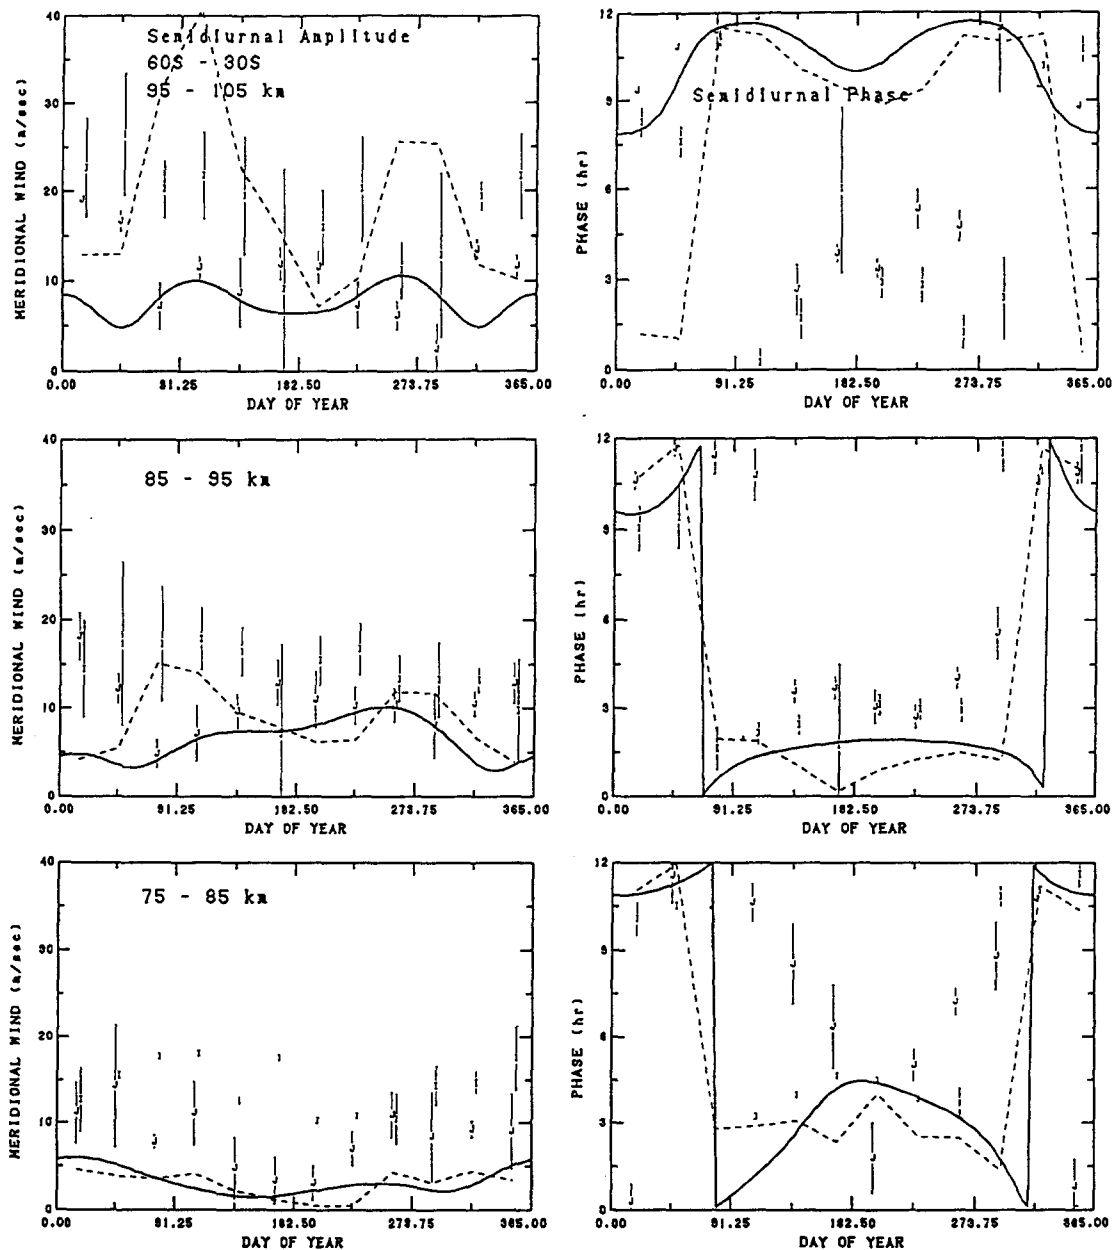 Semidiurnal Amplitude
60S - 30S
95 - 105 km
MERIDIONAL WIND (m/sec)
40
30
20
10
0
0.00 91.25 182.50 273.75 365.00
DAY OF YEAR
Semidiurnal Phase
PHASE (hr)
12
9
6
3
0
0.00 91.25 182.50 273.75 365.00
DAY OF YEAR
85 - 95 km
MERIDIONAL WIND (m/sec)
40
30
20
10
0
0.00 91.25 182.50 273.75 365.00
DAY OF YEAR
PHASE (hr)
12
9
6
3
0
0.00 91.25 182.50 273.75 365.00
DAY OF YEAR
75 - 85 km
MERIDIONAL WIND (m/sec)
40
30
20
10
0
0.00 91.25 182.50 273.75 365.00
DAY OF YEAR
PHASE (hr)
12
9
6
3
0
0.00 91.25 182.50 273.75 365.00
DAY OF YEAR